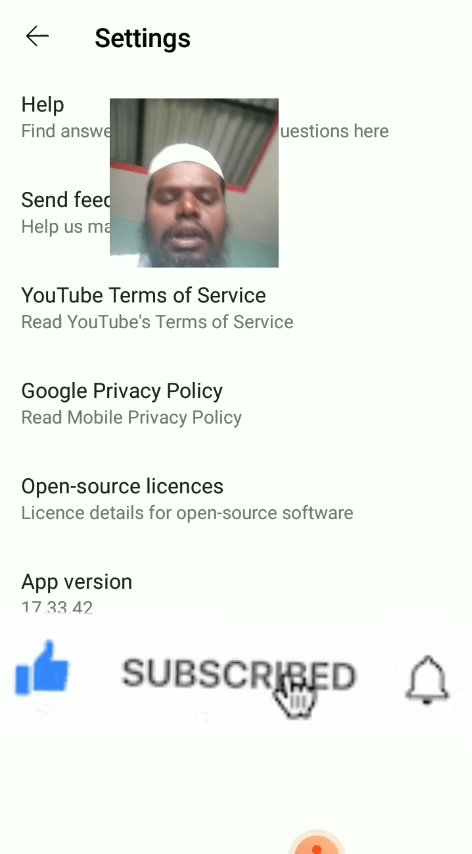 Settings
Help
Find answe uestions here
Send feed
Help us ma
YouTube Terms of Service
Read YouTube's Terms of Service
Google Privacy Policy
Read Mobile Privacy Policy
Open-source licences
Licence details for open-source software
App version
17.33.42
SUBSCRIBED